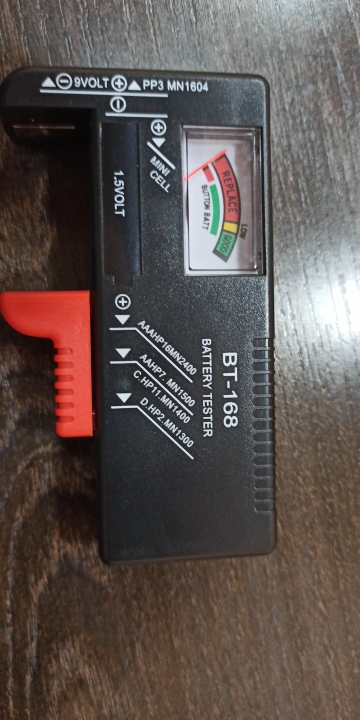 9VOLT
PP3 MN1604
1.5VOLT
MINI
CELL
REPLACE
LOW
GOOD
BUTTON BATT
BT-168
BATTERY TESTER
AAAHP16MN2400
AAHP7. MN1500
C.HP11.MN1400
D.HP2.MN1300